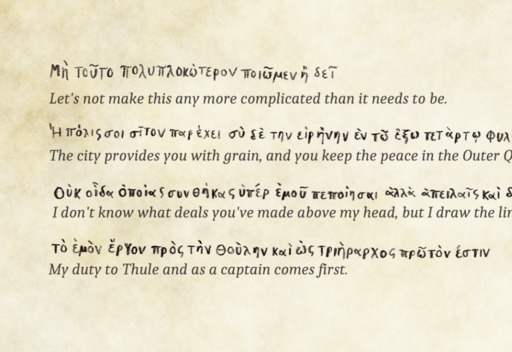 Μὴ τοῦτο πολυπλοκώτερον ποιῶμεν ἢ δεῖ
Let's not make this any more complicated than it needs to be.
Ἡ πόλις σοι σῖτον παρέχει σὺ δὲ την εἰρήνην ἐν τῷ ἔξω τετάρτῳ φυλ
The city provides you with grain, and you keep the peace in the Outer Q
Οὐκ οἶδα ὁποίας συνθήκας ὑπέρ ἐμοῦ πεποίησαι ἀλλὰ ἀπειλαῖς καὶ
I don't know what deals you've made above my head, but I draw the lin
τὸ ἐμὸν ἔργον πρὸς τὴν Θούλην καὶ ὡς τριήραρχος πρῶτόν ἐστιν
My duty to Thule and as a captain comes first.